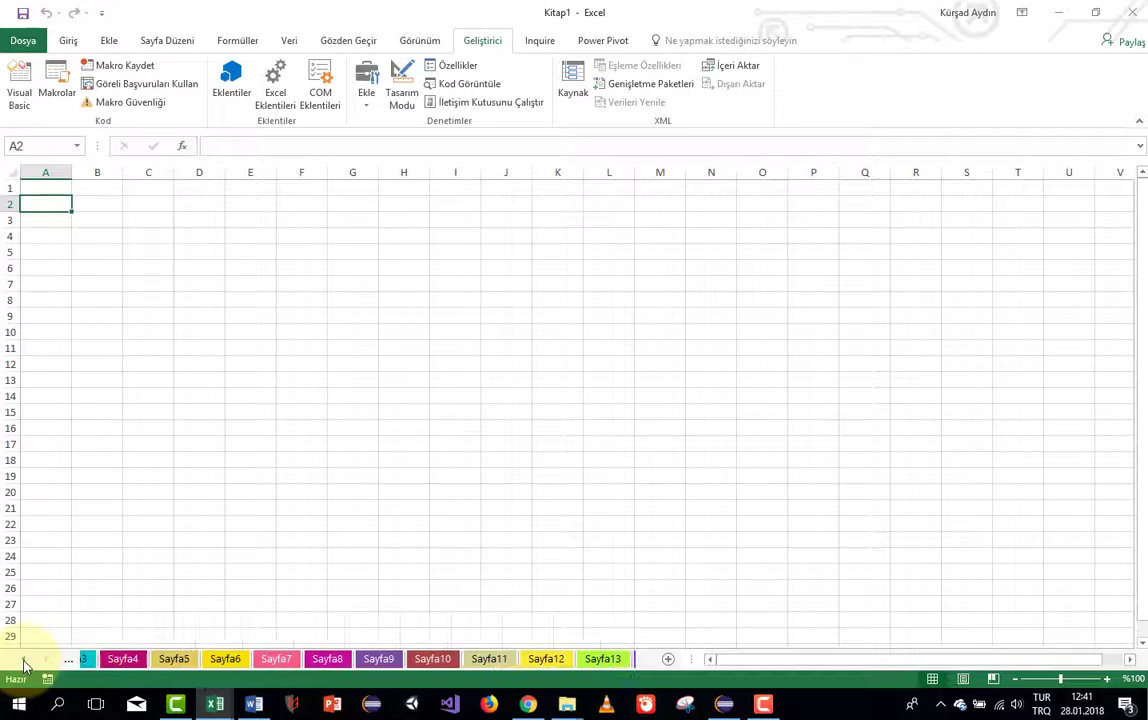 Kitap1 - Excel
Kürşad Aydın
Dosya Giriş Ekle Sayfa Düzeni Formüller Veri Gözden Geçir Görünüm Geliştirici Inquire Power Pivot Ne yapmak istediğinizi söyleyin Paylaş
Visual Basic
Makrolar
Makro Kaydet
Göreli Başvuruları Kullan
Makro Güvenliği
Kod
Eklentiler
Excel Eklentileri
COM Eklentileri
Eklentiler
Ekle
Tasarım Modu
Özellikler
Kod Görüntüle
İletişim Kutusunu Çalıştır
Denetimler
Kaynak
Eşleme Özellikleri
Genişletme Paketleri
Verileri Yenile
İçeri Aktar
Dışarı Aktar
XML
A2
fx
A B C D E F G H I J K L M N O P Q R S T U V
1
2
3
4
5
6
7
8
9
10
11
12
13
14
15
16
17
18
19
20
21
22
23
24
25
26
27
28
29
... Sayfa4 Sayfa5 Sayfa6 Sayfa7 Sayfa8 Sayfa9 Sayfa10 Sayfa11 Sayfa12 Sayfa13
Hazır
%100
TUR 12:41
TRQ 28.01.2018
3